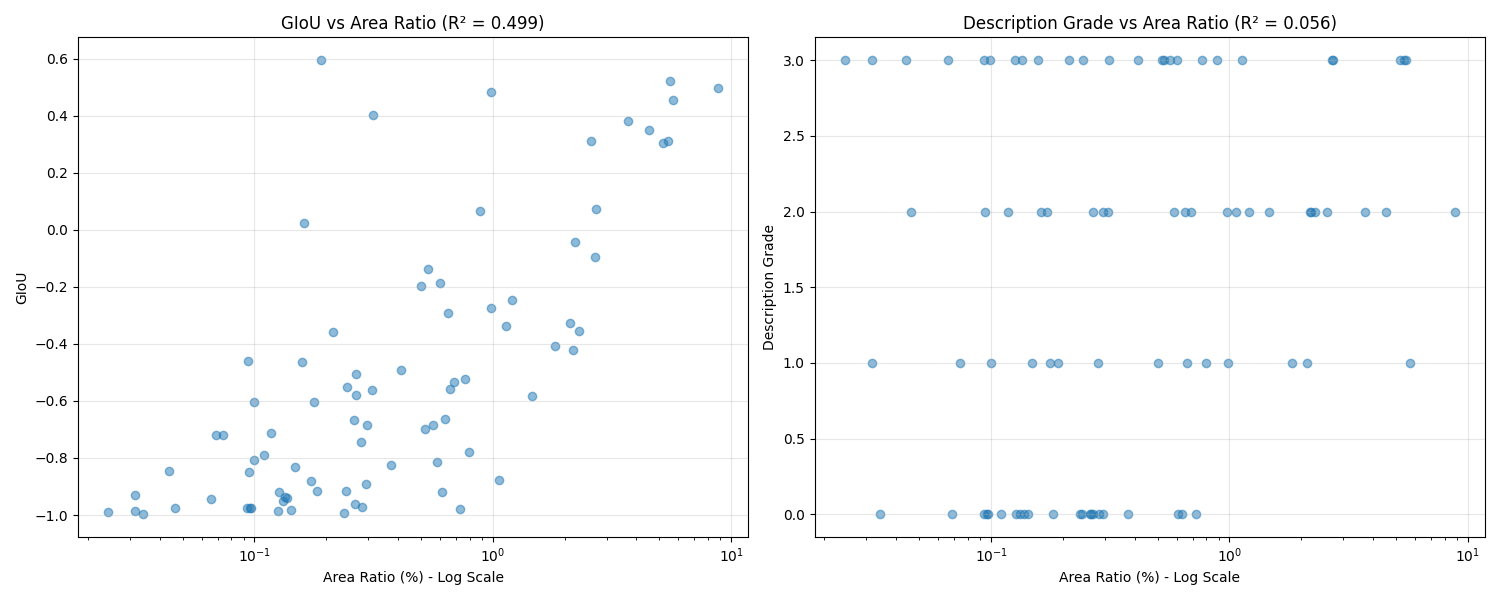 GIoU vs Area Ratio (R² = 0.499)
0.6
0.4
0.2
0.0
−0.2
−0.4
−0.6
−0.8
−1.0
GIoU
10⁻¹ 10⁰ 10¹
Area Ratio (%) - Log Scale
Description Grade vs Area Ratio (R² = 0.056)
3.0
2.5
2.0
1.5
1.0
0.5
0.0
Description Grade
10⁻¹ 10⁰ 10¹
Area Ratio (%) - Log Scale